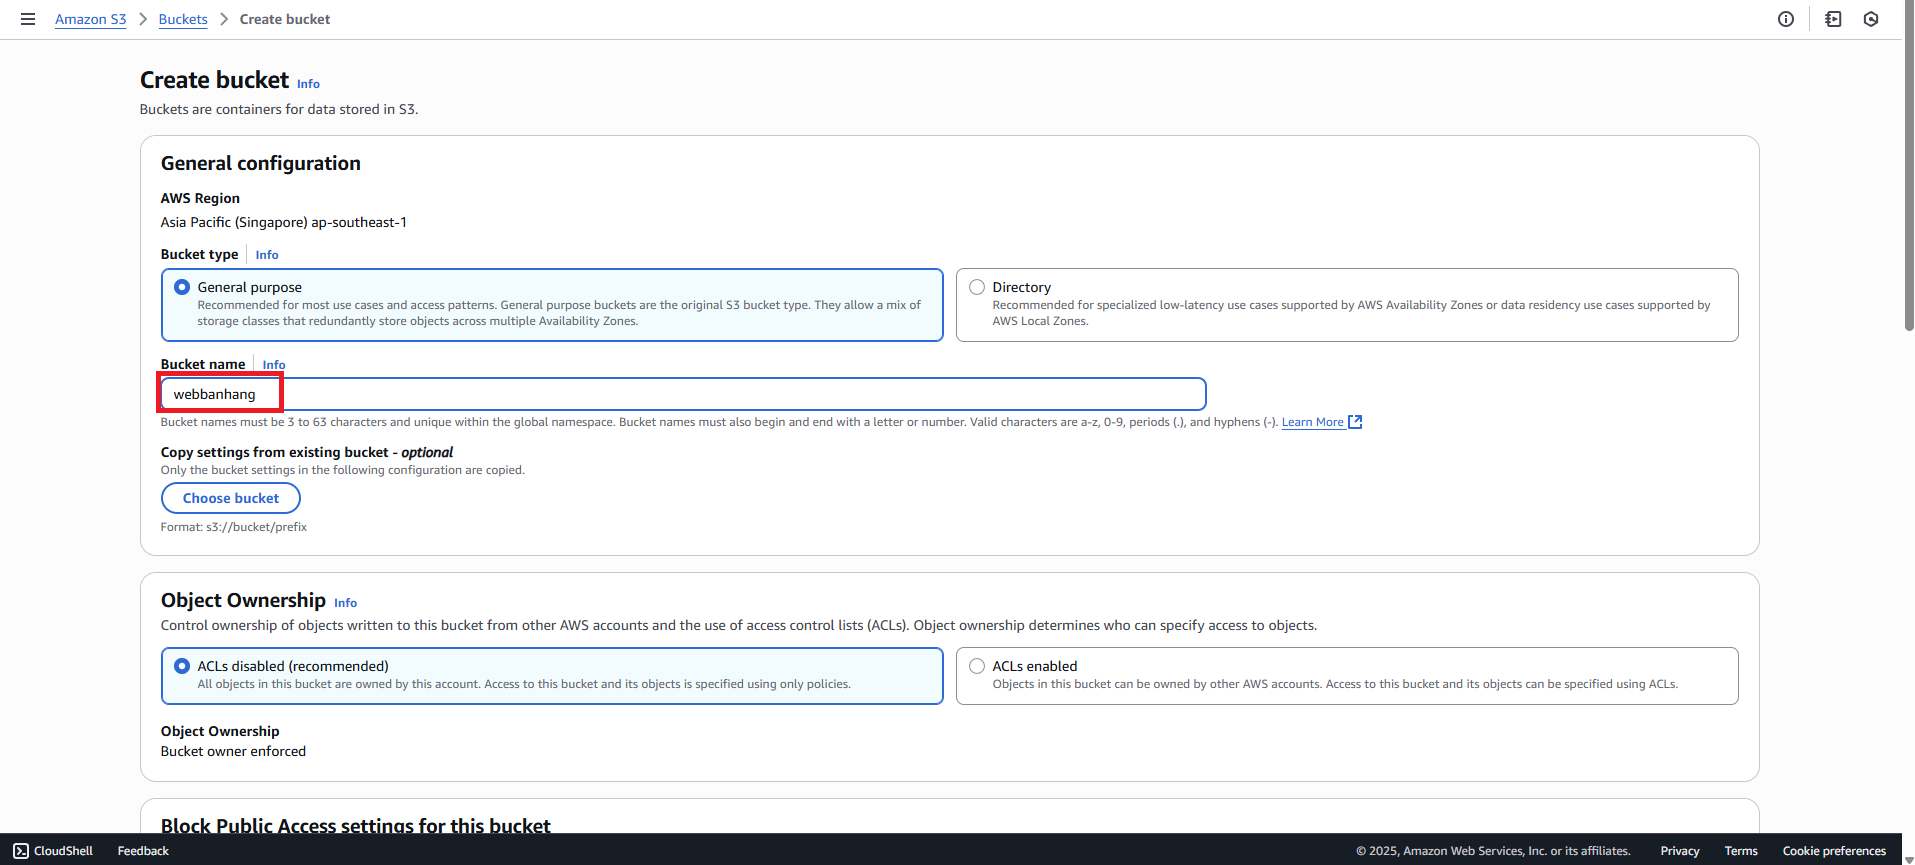 Amazon S3 > Buckets > Create bucket
Create bucket Info
Buckets are containers for data stored in S3.
General configuration
AWS Region
Asia Pacific (Singapore) ap-southeast-1
Bucket type Info
General purpose
Recommended for most use cases and access patterns. General purpose buckets are the original S3 bucket type. They allow a mix of
storage classes that redundantly store objects across multiple Availability Zones.
Directory
Recommended for specialized low-latency use cases supported by AWS Availability Zones or data residency use cases supported by
AWS Local Zones.
Bucket name Info
webbanhang
Bucket names must be 3 to 63 characters and unique within the global namespace. Bucket names must also begin and end with a letter or number. Valid characters are a-z, 0-9, periods (.), and hyphens (-). Learn More
Copy settings from existing bucket - optional
Only the bucket settings in the following configuration are copied.
Choose bucket
Format: s3://bucket/prefix
Object Ownership Info
Control ownership of objects written to this bucket from other AWS accounts and the use of access control lists (ACLs). Object ownership determines who can specify access to objects.
ACLs disabled (recommended)
All objects in this bucket are owned by this account. Access to this bucket and its objects is specified using only policies.
ACLs enabled
Objects in this bucket can be owned by other AWS accounts. Access to this bucket and its objects can be specified using ACLs.
Object Ownership
Bucket owner enforced
Block Public Access settings for this bucket
CloudShell Feedback © 2025, Amazon Web Services, Inc. or its affiliates. Privacy Terms Cookie preferences